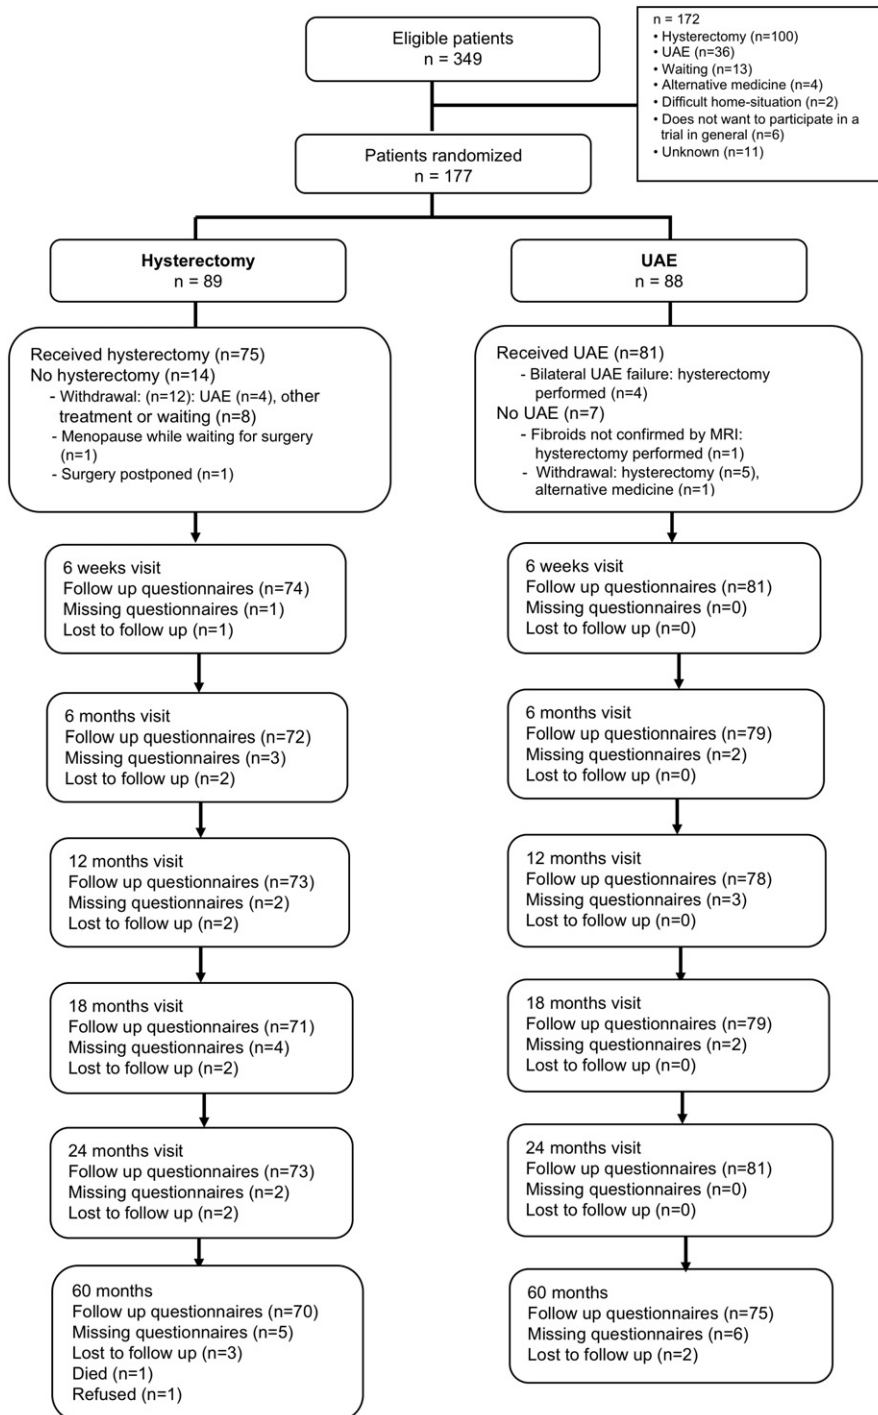 Eligible patients
n = 349
n = 172
• Hysterectomy (n=100)
• UAE (n=36)
• Waiting (n=13)
• Alternative medicine (n=4)
• Difficult home-situation (n=2)
• Does not want to participate in a
trial in general (n=6)
• Unknown (n=11)
Patients randomized
n = 177
Hysterectomy
n = 89
UAE
n = 88
Received hysterectomy (n=75)
No hysterectomy (n=14)
- Withdrawal: (n=12): UAE (n=4), other
treatment or waiting (n=8)
- Menopause while waiting for surgery
(n=1)
- Surgery postponed (n=1)
Received UAE (n=81)
- Bilateral UAE failure: hysterectomy
performed (n=4)
No UAE (n=7)
- Fibroids not confirmed by MRI:
hysterectomy performed (n=1)
- Withdrawal: hysterectomy (n=5),
alternative medicine (n=1)
6 weeks visit
Follow up questionnaires (n=74)
Missing questionnaires (n=1)
Lost to follow up (n=1)
6 weeks visit
Follow up questionnaires (n=81)
Missing questionnaires (n=0)
Lost to follow up (n=0)
6 months visit
Follow up questionnaires (n=72)
Missing questionnaires (n=3)
Lost to follow up (n=2)
6 months visit
Follow up questionnaires (n=79)
Missing questionnaires (n=2)
Lost to follow up (n=0)
12 months visit
Follow up questionnaires (n=73)
Missing questionnaires (n=2)
Lost to follow up (n=2)
12 months visit
Follow up questionnaires (n=78)
Missing questionnaires (n=3)
Lost to follow up (n=0)
18 months visit
Follow up questionnaires (n=71)
Missing questionnaires (n=4)
Lost to follow up (n=2)
18 months visit
Follow up questionnaires (n=79)
Missing questionnaires (n=2)
Lost to follow up (n=0)
24 months visit
Follow up questionnaires (n=73)
Missing questionnaires (n=2)
Lost to follow up (n=2)
24 months visit
Follow up questionnaires (n=81)
Missing questionnaires (n=0)
Lost to follow up (n=0)
60 months
Follow up questionnaires (n=70)
Missing questionnaires (n=5)
Lost to follow up (n=3)
Died (n=1)
Refused (n=1)
60 months
Follow up questionnaires (n=75)
Missing questionnaires (n=6)
Lost to follow up (n=2)